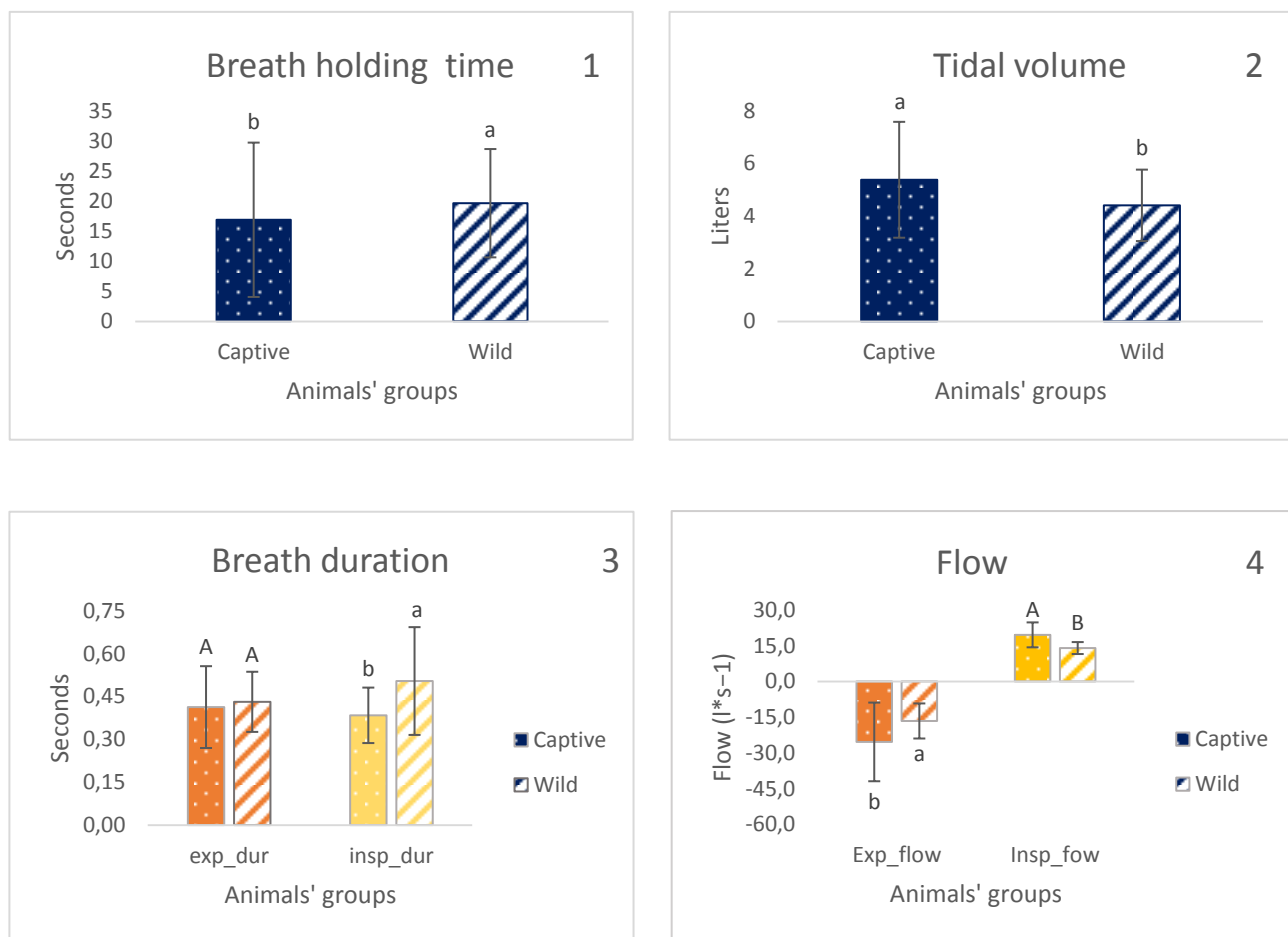 Breath holding time 1
35
30
25
20
15
10
5
0
Seconds
b
a
Captive Wild
Animals' groups
Tidal volume 2
8
6
4
2
0
Liters
a
b
Captive Wild
Animals' groups
Breath duration 3
0,75
0,60
0,45
0,30
0,15
0,00
Seconds
A A b a
exp_dur insp_dur
Animals' groups
Captive
Wild
Flow 4
30,0
15,0
0,0
-15,0
-30,0
-45,0
-60,0
Flow (l*s−1)
A B
b a
Exp_flow Insp_fow
Animals' groups
Captive
Wild